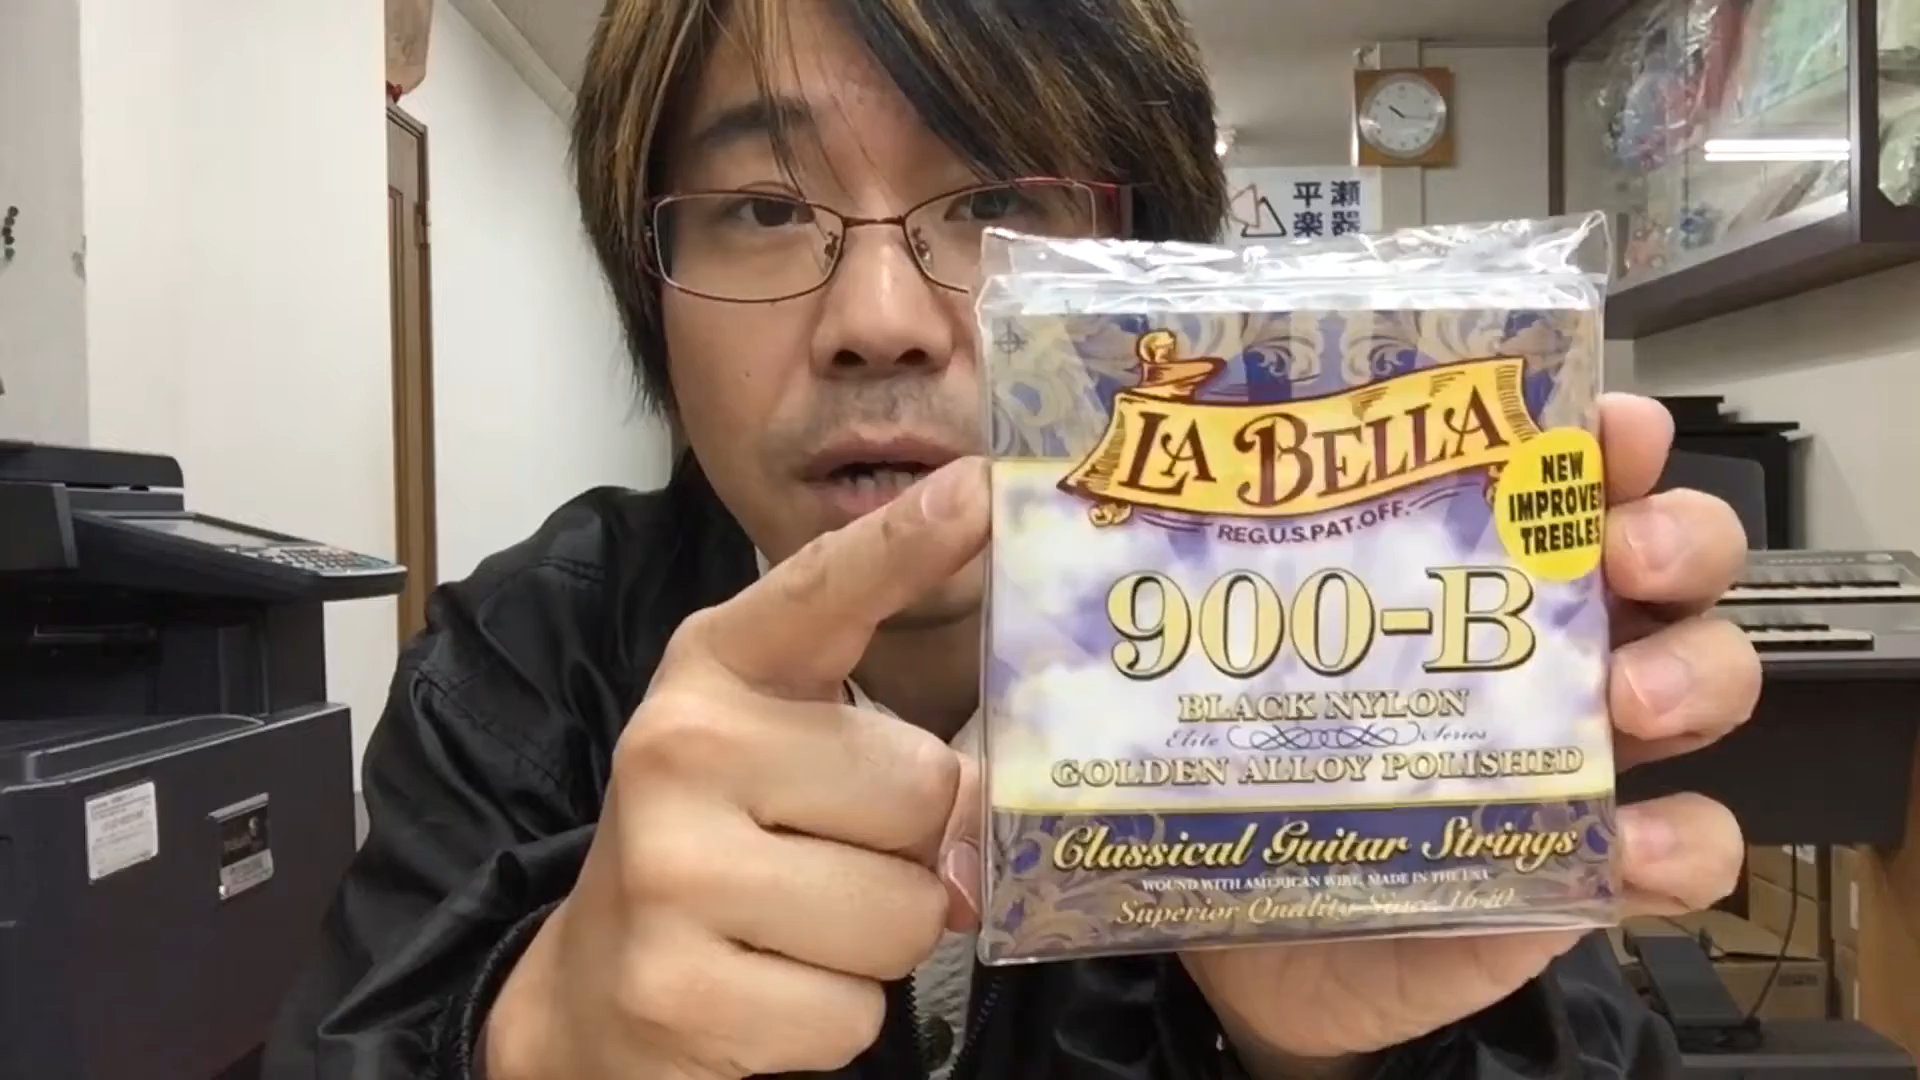 平瀬
楽器
LA BELLA
REG.U.S.PAT.OFF.
NEW
IMPROVED
TREBLES
900-B
BLACK NYLON
Elite Series
GOLDEN ALLOY POLISHED
Classical Guitar Strings
WOUND WITH AMERICAN WIRE, MADE IN THE USA
Superior Quality Since 1640